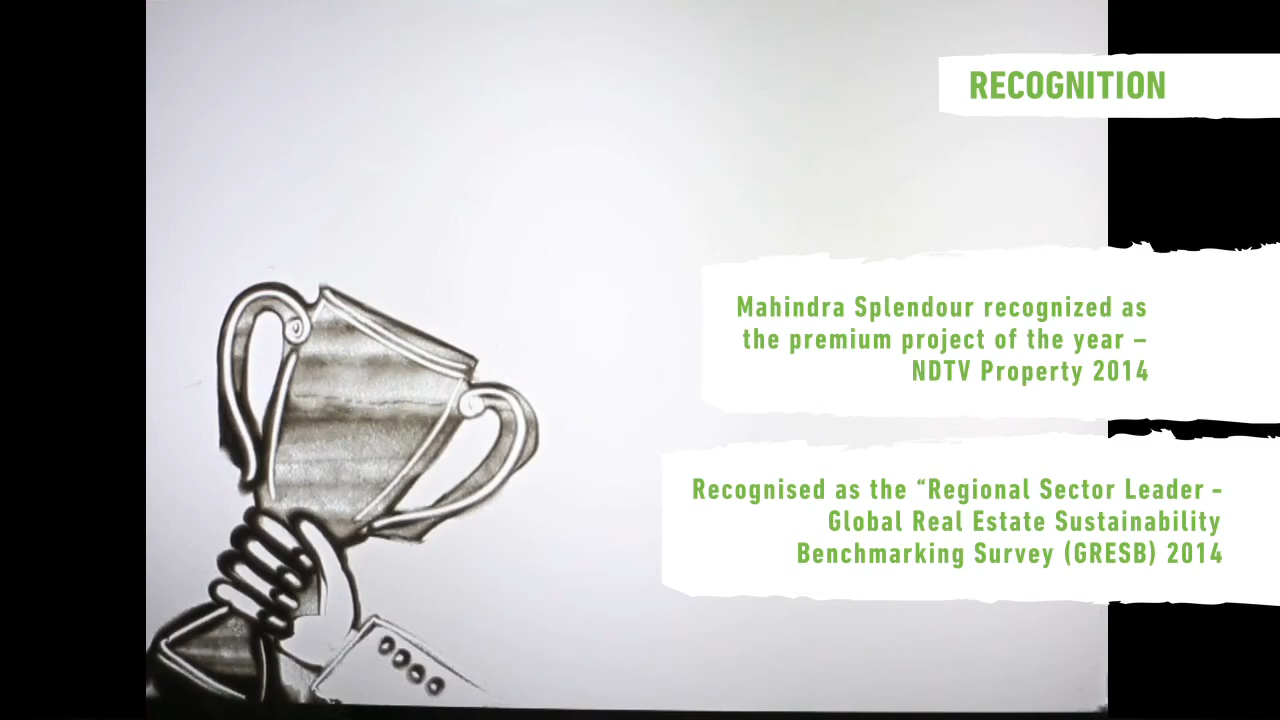 RECOGNITION
Mahindra Splendour recognized as
the premium project of the year –
NDTV Property 2014
Recognised as the “Regional Sector Leader -
Global Real Estate Sustainability
Benchmarking Survey (GRESB) 2014